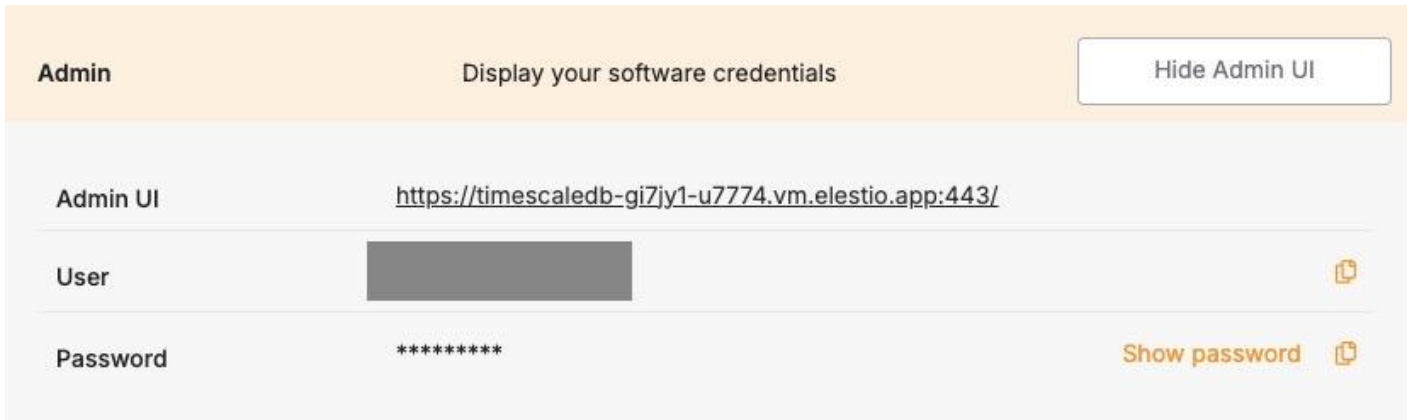 Admin Display your software credentials Hide Admin UI
Admin UI https://timescaledb-gi7jy1-u7774.vm.elestio.app:443/
User
Password ********* Show password